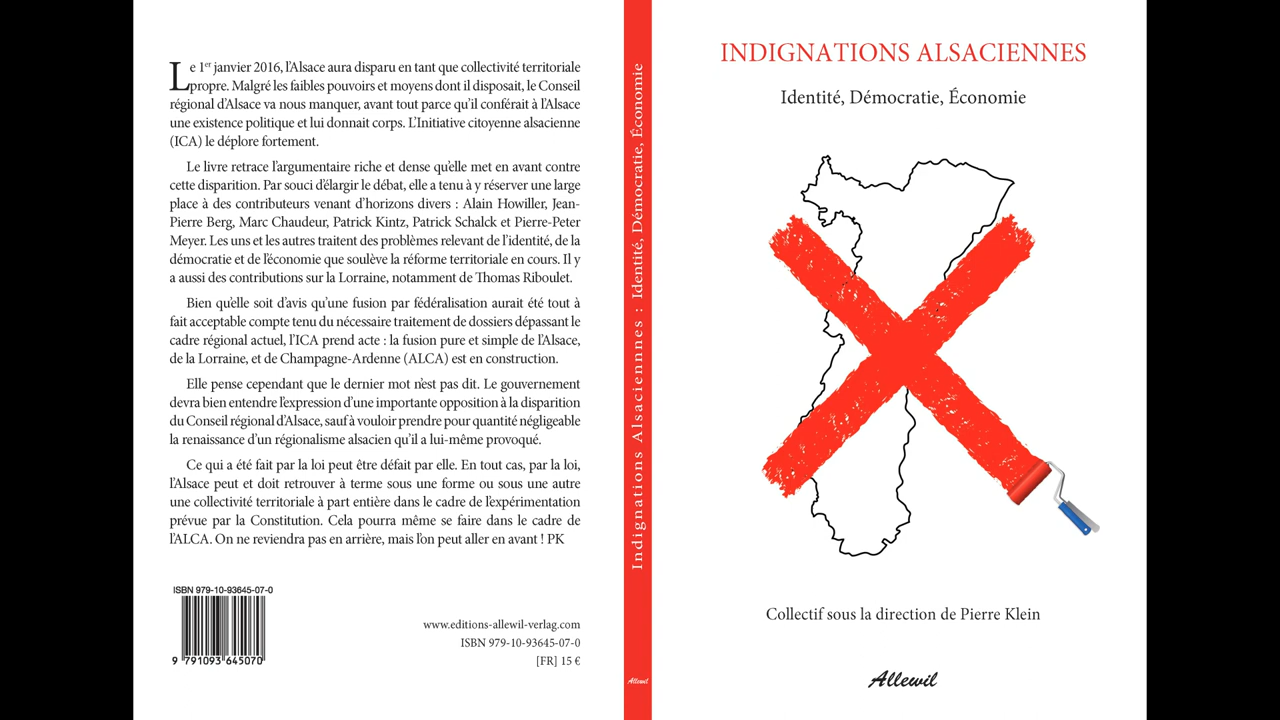 Le 1er janvier 2016, l'Alsace aura disparu en tant que collectivité territoriale
propre. Malgré les faibles pouvoirs et moyens dont il disposait, le Conseil
régional d'Alsace va nous manquer, avant tout parce qu'il conférait à l'Alsace
une existence politique et lui donnait corps. L'Initiative citoyenne alsacienne
(ICA) le déplore fortement.
Le livre retrace l'argumentaire riche et dense qu'elle met en avant contre
cette disparition. Par souci d'élargir le débat, elle a tenu à y réserver une large
place à des contributeurs venant d'horizons divers : Alain Howiller, Jean-
Pierre Berg, Marc Chaudeur, Patrick Kintz, Patrick Schalck et Pierre-Peter
Meyer. Les uns et les autres traitent des problèmes relevant de l'identité, de la
démocratie et de l'économie que soulève la réforme territoriale en cours. Il y
a aussi des contributions sur la Lorraine, notamment de Thomas Riboulet.
Bien qu'elle soit d'avis qu'une fusion par fédéralisation aurait été tout à
fait acceptable compte tenu du nécessaire traitement de dossiers dépassant le
cadre régional actuel, l'ICA prend acte : la fusion pure et simple de l'Alsace,
de la Lorraine, et de Champagne-Ardenne (ALCA) est en construction.
Elle pense cependant que le dernier mot n'est pas dit. Le gouvernement
devra bien entendre l'expression d'une importante opposition à la disparition
du Conseil régional d'Alsace, sauf à vouloir prendre pour quantité négligeable
la renaissance d'un régionalisme alsacien qu'il a lui-même provoqué.
Ce qui a été fait par la loi peut être défait par elle. En tout cas, par la loi,
l'Alsace peut et doit retrouver à terme sous une forme ou sous une autre
une collectivité territoriale à part entière dans le cadre de l'expérimentation
prévue par la Constitution. Cela pourra même se faire dans le cadre de
l'ALCA. On ne reviendra pas en arrière, mais l'on peut aller en avant ! PK
ISBN 979-10-93645-07-0
9 791093 645070
www.editions-allewil-verlag.com
ISBN 979-10-93645-07-0
[FR] 15 €
Indignations Alsaciennnes : Identité, Démocratie, Économie
Allewil
INDIGNATIONS ALSACIENNES
Identité, Démocratie, Économie
Collectif sous la direction de Pierre Klein
Allewil